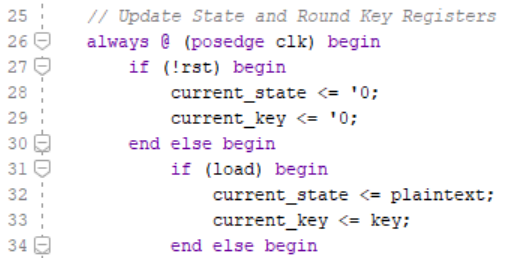 25 // Update State and Round Key Registers
26 always @ (posedge clk) begin
27 if (!rst) begin
28 current_state <= '0;
29 current_key <= '0;
30 end else begin
31 if (load) begin
32 current_state <= plaintext;
33 current_key <= key;
34 end else begin